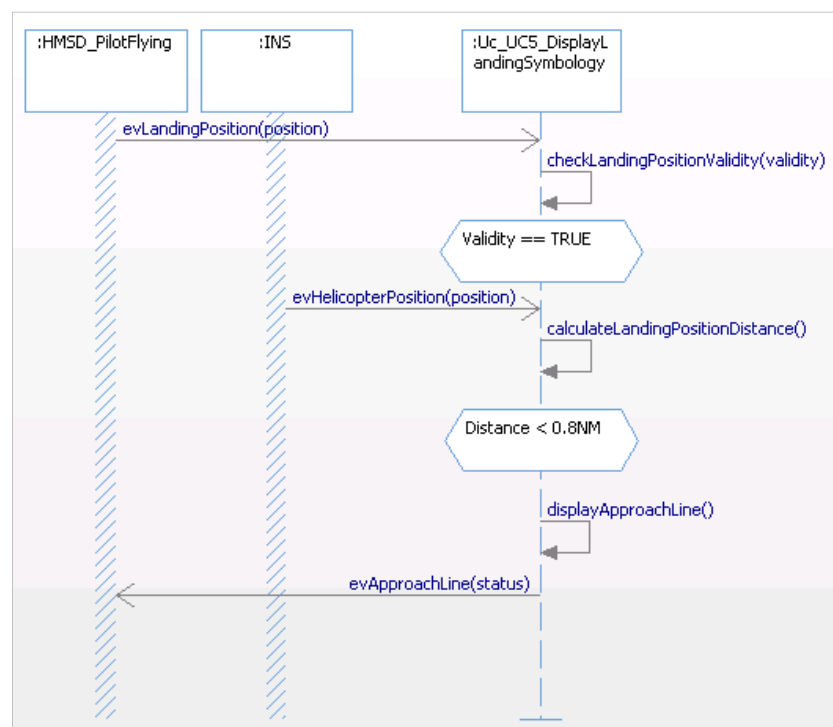 :HMSD_PilotFlying
:INS
:Uc_UC5_DisplayL
andingSymbology
evLandingPosition(position)
checkLandingPositionValidity(validity)
Validity == TRUE
evHelicopterPosition(position)
calculateLandingPositionDistance()
Distance < 0.8NM
displayApproachLine()
evApproachLine(status)